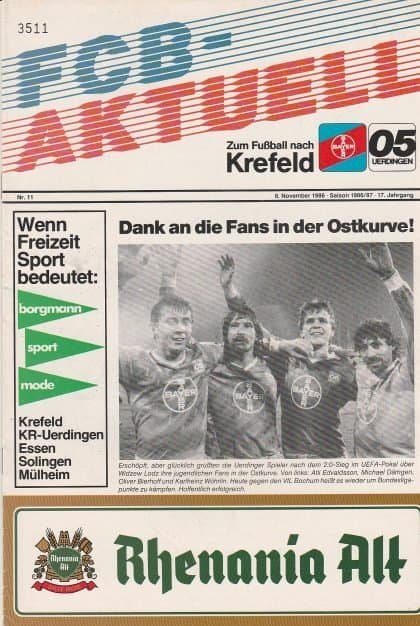 3511
FCB-
AKTUELL
Zum Fußball nach
Krefeld
BAYER
05
UERDINGEN
Nr. 11
8. November 1986 · Saison 1986/87 · 17. Jahrgang
Wenn
Freizeit
Sport
bedeutet:
borgmann
sport
mode
Krefeld
KR-Uerdingen
Essen
Solingen
Mülheim
Dank an die Fans in der Ostkurve!
BAYER
BAYER
BAYER
BAYER
Erschöpft, aber glücklich grüßten die Uerdinger Spieler nach dem 2:0-Sieg im UEFA-Pokal über
Widzew Lodz ihre jugendlichen Fans in der Ostkurve. Von links: Atli Edvaldsson, Michael Dämgen,
Oliver Bierhoff und Karlheinz Wöhrlin. Heute gegen den VfL Bochum heißt es wieder um Bundesliga-
punkte zu kämpfen. Hoffentlich erfolgreich.
Rhenania
Alt
Rhenania Alt